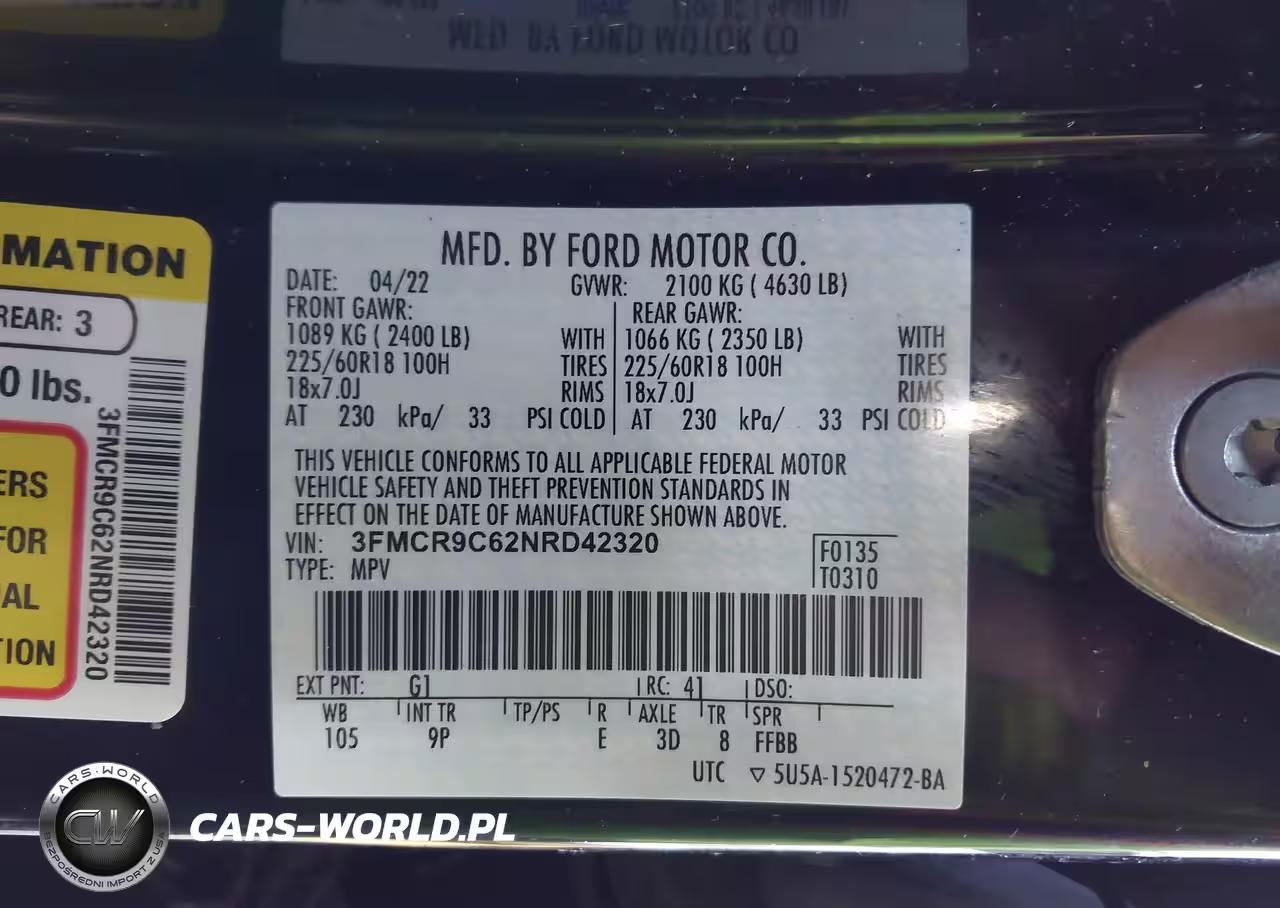 MFD. BY FORD MOTOR CO.
DATE: 04/22 GVWR: 2100 KG ( 4630 LB)
FRONT GAWR: REAR GAWR:
1089 KG ( 2400 LB) WITH 1066 KG ( 2350 LB) WITH
225/60R18 100H TIRES 225/60R18 100H TIRES
18x7.0J RIMS 18x7.0J RIMS
AT 230 kPa/ 33 PSI COLD AT 230 kPa/ 33 PSI COLD
THIS VEHICLE CONFORMS TO ALL APPLICABLE FEDERAL MOTOR
VEHICLE SAFETY AND THEFT PREVENTION STANDARDS IN
EFFECT ON THE DATE OF MANUFACTURE SHOWN ABOVE.
VIN: 3FMCR9C62NRD42320
TYPE: MPV
F0135
T0310
EXT PNT: G1 RC: 41 DSO:
WB INT TR TP/PS R AXLE TR SPR
105 9P E 3D 8 FFBB
UTC ▽ 5U5A-1520472-BA
MATION
REAR: 3
0 lbs.
3FMCR9C62NRD42320
ERS
FOR
AL
TION
CARS-WORLD
CW
BEZPOŚREDNI IMPORT Z USA
CARS-WORLD.PL